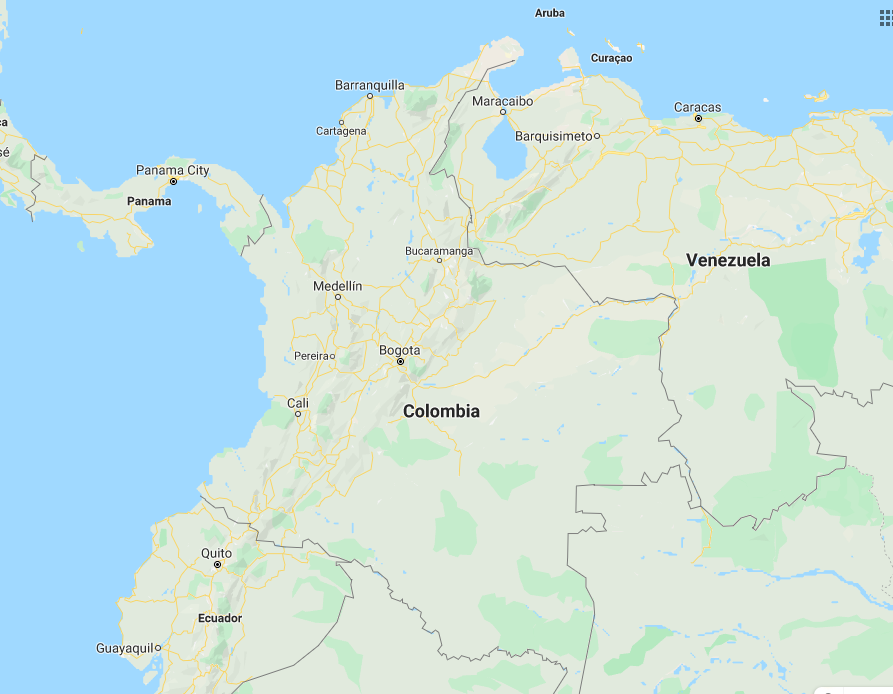 Aruba
Curaçao
Barranquilla
Maracaibo
Caracas
ca
Cartagena
Barquisimeto
sé
Panama City
Panama
Bucaramanga
Venezuela
Medellín
Bogota
Pereira
Cali
Colombia
Quito
Ecuador
Guayaquil